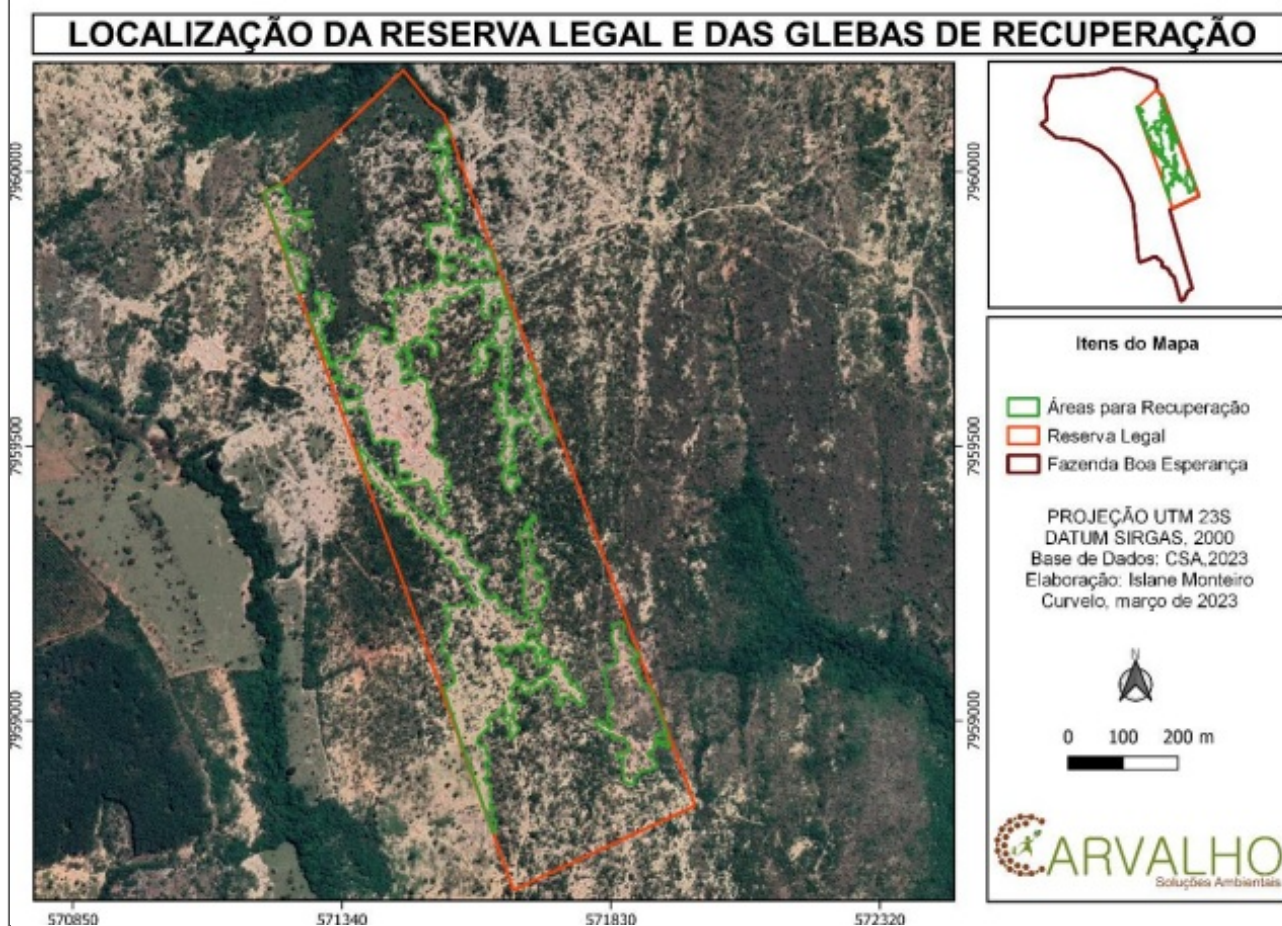 LOCALIZAÇÃO DA RESERVA LEGAL E DAS GLEBAS DE RECUPERAÇÃO
7960000
7959500
7959000
7960000
7959500
7959000
570850
571340
571830
572320
Itens do Mapa
Áreas para Recuperação
Reserva Legal
Fazenda Boa Esperança
PROJEÇÃO UTM 23S
DATUM SIRGAS, 2000
Base de Dados: CSA,2023
Elaboração: Islane Monteiro
Curvelo, março de 2023
N
0 100 200 m
CARVALHO
Soluções Ambientais